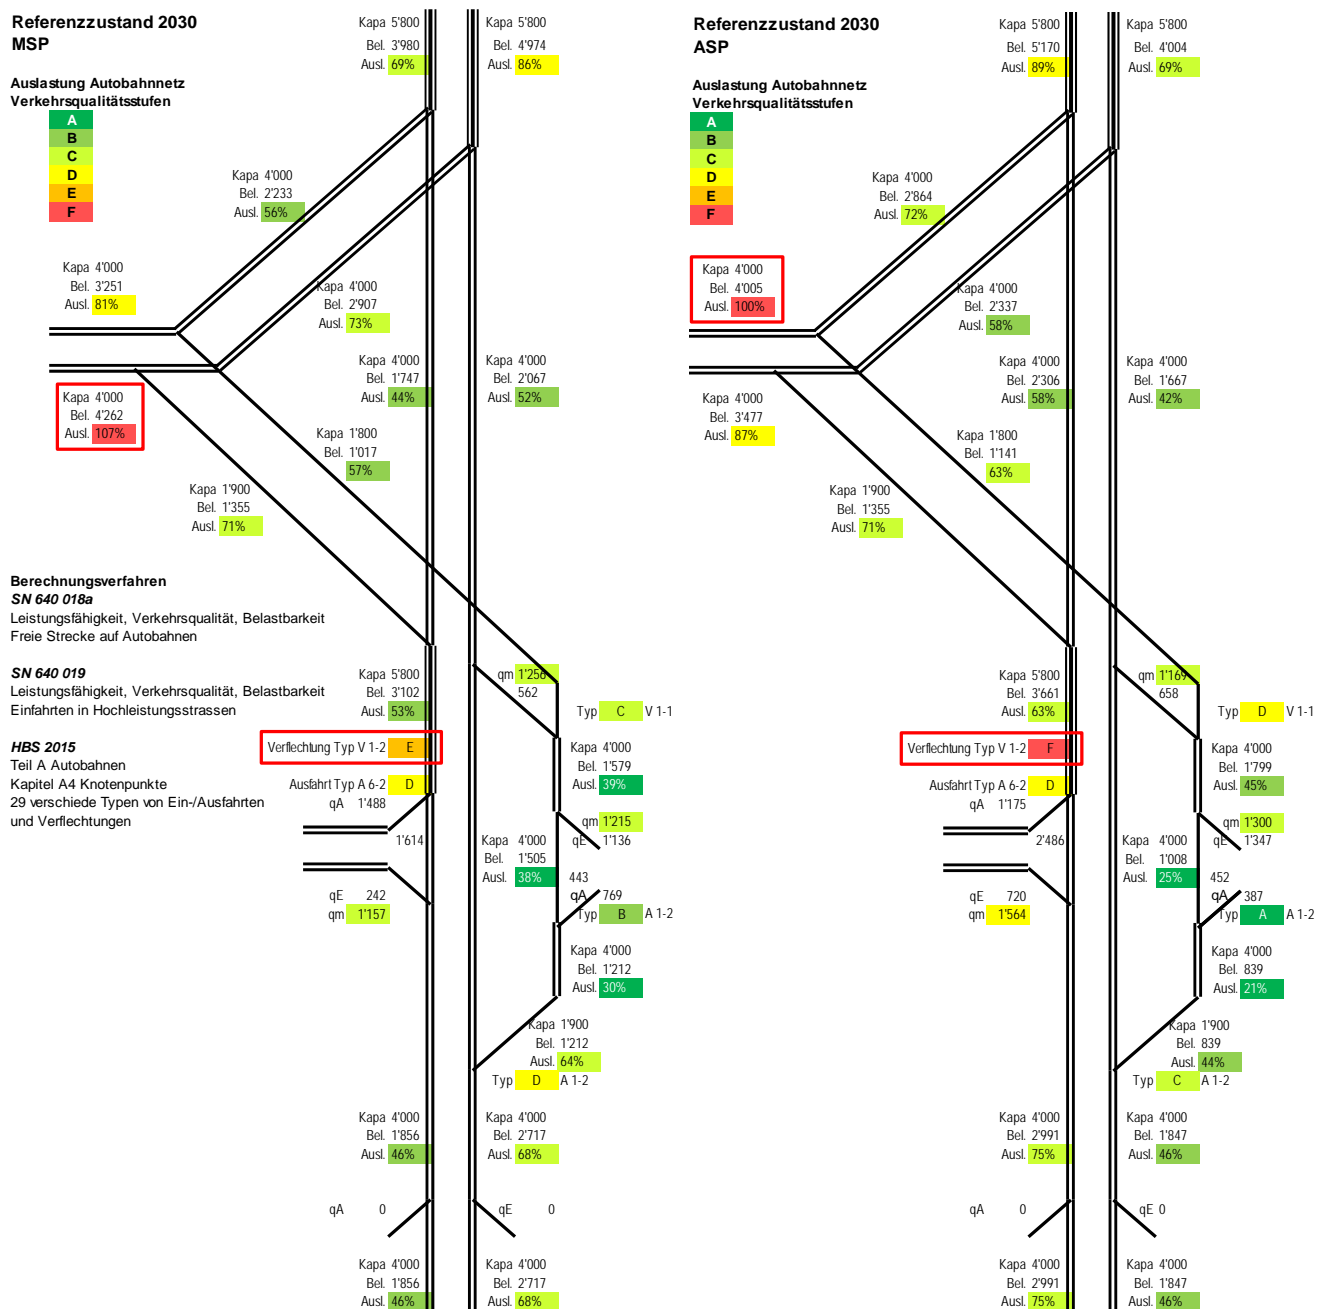 Referenzzustand 2030
MSP
Auslastung Autobahnnetz
Verkehrsqualitätsstufen
A
B
C
D
E
F
Kapa 5'800
Bel. 3'980
Ausl. 69%
Kapa 5'800
Bel. 4'974
Ausl. 86%
Kapa 4'000
Bel. 2'233
Ausl. 56%
Kapa 4'000
Bel. 3'251
Ausl. 81%
Kapa 4'000
Bel. 2'907
Ausl. 73%
Kapa 4'000
Bel. 1'747
Ausl. 44%
Kapa 4'000
Bel. 2'067
Ausl. 52%
Kapa 4'000
Bel. 4'262
Ausl. 107%
Kapa 1'800
Bel. 1'017
57%
Kapa 1'900
Bel. 1'355
Ausl. 71%
Berechnungsverfahren
SN 640 018a
Leistungsfähigkeit, Verkehrsqualität, Belastbarkeit
Freie Strecke auf Autobahnen
SN 640 019
Leistungsfähigkeit, Verkehrsqualität, Belastbarkeit
Einfahrten in Hochleistungsstrassen
HBS 2015
Teil A Autobahnen
Kapitel A4 Knotenpunkte
29 verschiede Typen von Ein-/Ausfahrten
und Verflechtungen
Kapa 5'800
Bel. 3'102
Ausl. 53%
Verflechtung Typ V 1-2 E
Ausfahrt Typ A 6-2 D
qA 1'488
1'614
qE 242
qm 1'157
qm 1'256
562
Typ C V 1-1
Kapa 4'000
Bel. 1'579
Ausl. 39%
qm 1'215
qE 1'136
Kapa 4'000
Bel. 1'505
Ausl. 38%
443
qA 769
Typ B A 1-2
Kapa 4'000
Bel. 1'212
Ausl. 30%
Kapa 1'900
Bel. 1'212
Ausl. 64%
Typ D A 1-2
Kapa 4'000
Bel. 1'856
Ausl. 46%
Kapa 4'000
Bel. 2'717
Ausl. 68%
qA 0
qE 0
Kapa 4'000
Bel. 1'856
Ausl. 46%
Kapa 4'000
Bel. 2'717
Ausl. 68%
Referenzzustand 2030
ASP
Auslastung Autobahnnetz
Verkehrsqualitätsstufen
A
B
C
D
E
F
Kapa 5'800
Bel. 5'170
Ausl. 89%
Kapa 5'800
Bel. 4'004
Ausl. 69%
Kapa 4'000
Bel. 2'864
Ausl. 72%
Kapa 4'000
Bel. 4'005
Ausl. 100%
Kapa 4'000
Bel. 2'337
Ausl. 58%
Kapa 4'000
Bel. 2'306
Ausl. 58%
Kapa 4'000
Bel. 1'667
Ausl. 42%
Kapa 4'000
Bel. 3'477
Ausl. 87%
Kapa 1'800
Bel. 1'141
63%
Kapa 1'900
Bel. 1'355
Ausl. 71%
Kapa 5'800
Bel. 3'661
Ausl. 63%
Verflechtung Typ V 1-2 F
Ausfahrt Typ A 6-2 D
qA 1'175
2'486
qE 720
qm 1'564
qm 1'169
658
Typ D V 1-1
Kapa 4'000
Bel. 1'799
Ausl. 45%
qm 1'300
qE 1'347
Kapa 4'000
Bel. 1'008
Ausl. 25%
452
qA 387
Typ A A 1-2
Kapa 4'000
Bel. 839
Ausl. 21%
Kapa 1'900
Bel. 839
Ausl. 44%
Typ C A 1-2
Kapa 4'000
Bel. 2'991
Ausl. 75%
Kapa 4'000
Bel. 1'847
Ausl. 46%
qA 0
qE 0
Kapa 4'000
Bel. 2'991
Ausl. 75%
Kapa 4'000
Bel. 1'847
Ausl. 46%